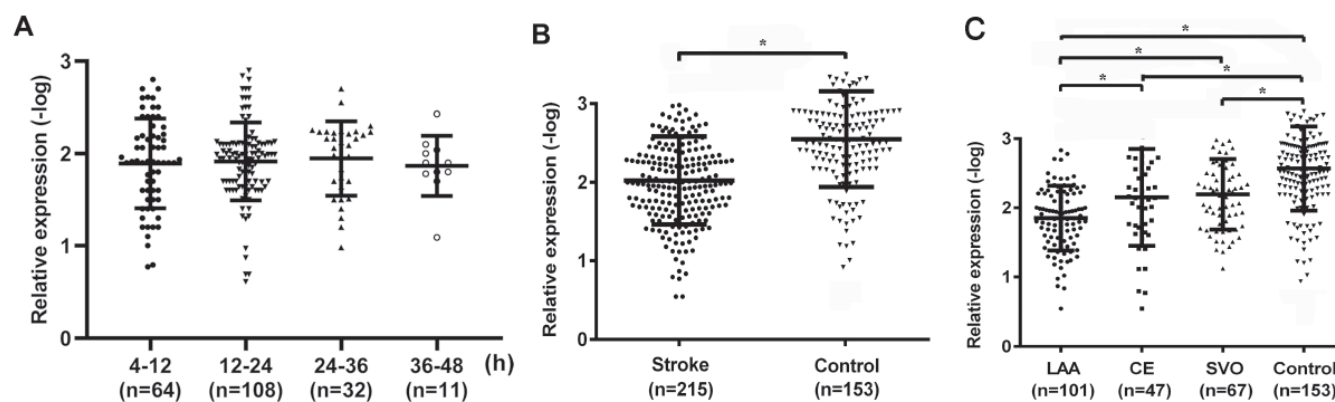 A
Relative expression (-log)
3
2
1
0
4-12 12-24 24-36 36-48 (h)
(n=64) (n=108) (n=32) (n=11)
B
*
Relative expression (-log)
3
2
1
0
Stroke Control
(n=215) (n=153)
C
*
*
* *
*
Relative expression (-log)
3
2
1
0
LAA CE SVO Control
(n=101) (n=47) (n=67) (n=153)